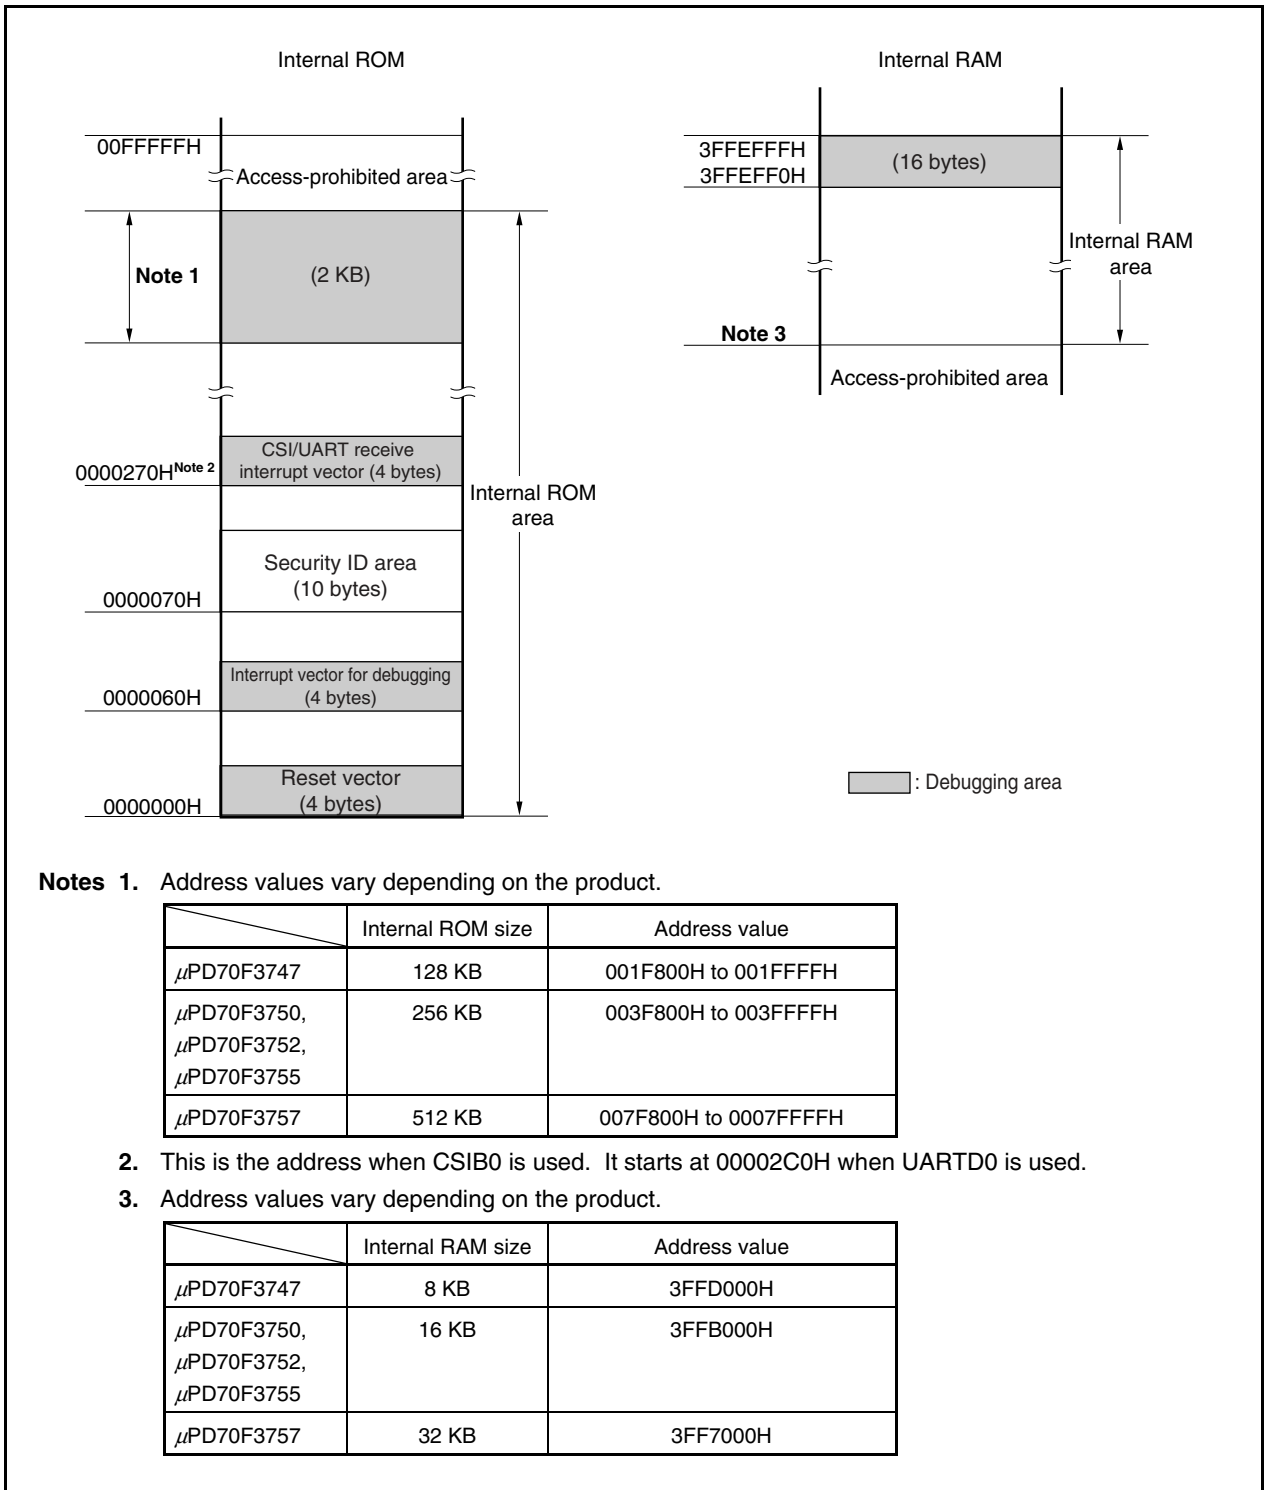 Internal ROM
00FFFFFH
Access-prohibited area
Note 1
(2 KB)
CSI/UART receive
interrupt vector (4 bytes)
0000270H Note 2
Internal ROM
area
Security ID area
(10 bytes)
0000070H
Interrupt vector for debugging
(4 bytes)
0000060H
Reset vector
(4 bytes)
0000000H
Internal RAM
3FFEFFFH
3FFEFF0H
(16 bytes)
Internal RAM
area
Note 3
Access-prohibited area
: Debugging area
Notes 1. Address values vary depending on the product.
Internal ROM size Address value
μPD70F3747 128 KB 001F800H to 001FFFFH
μPD70F3750, 256 KB 003F800H to 003FFFFH
μPD70F3752,
μPD70F3755
μPD70F3757 512 KB 007F800H to 0007FFFFH
2. This is the address when CSIB0 is used. It starts at 00002C0H when UARTD0 is used.
3. Address values vary depending on the product.
Internal RAM size Address value
μPD70F3747 8 KB 3FFD000H
μPD70F3750, 16 KB 3FFB000H
μPD70F3752,
μPD70F3755
μPD70F3757 32 KB 3FF7000H